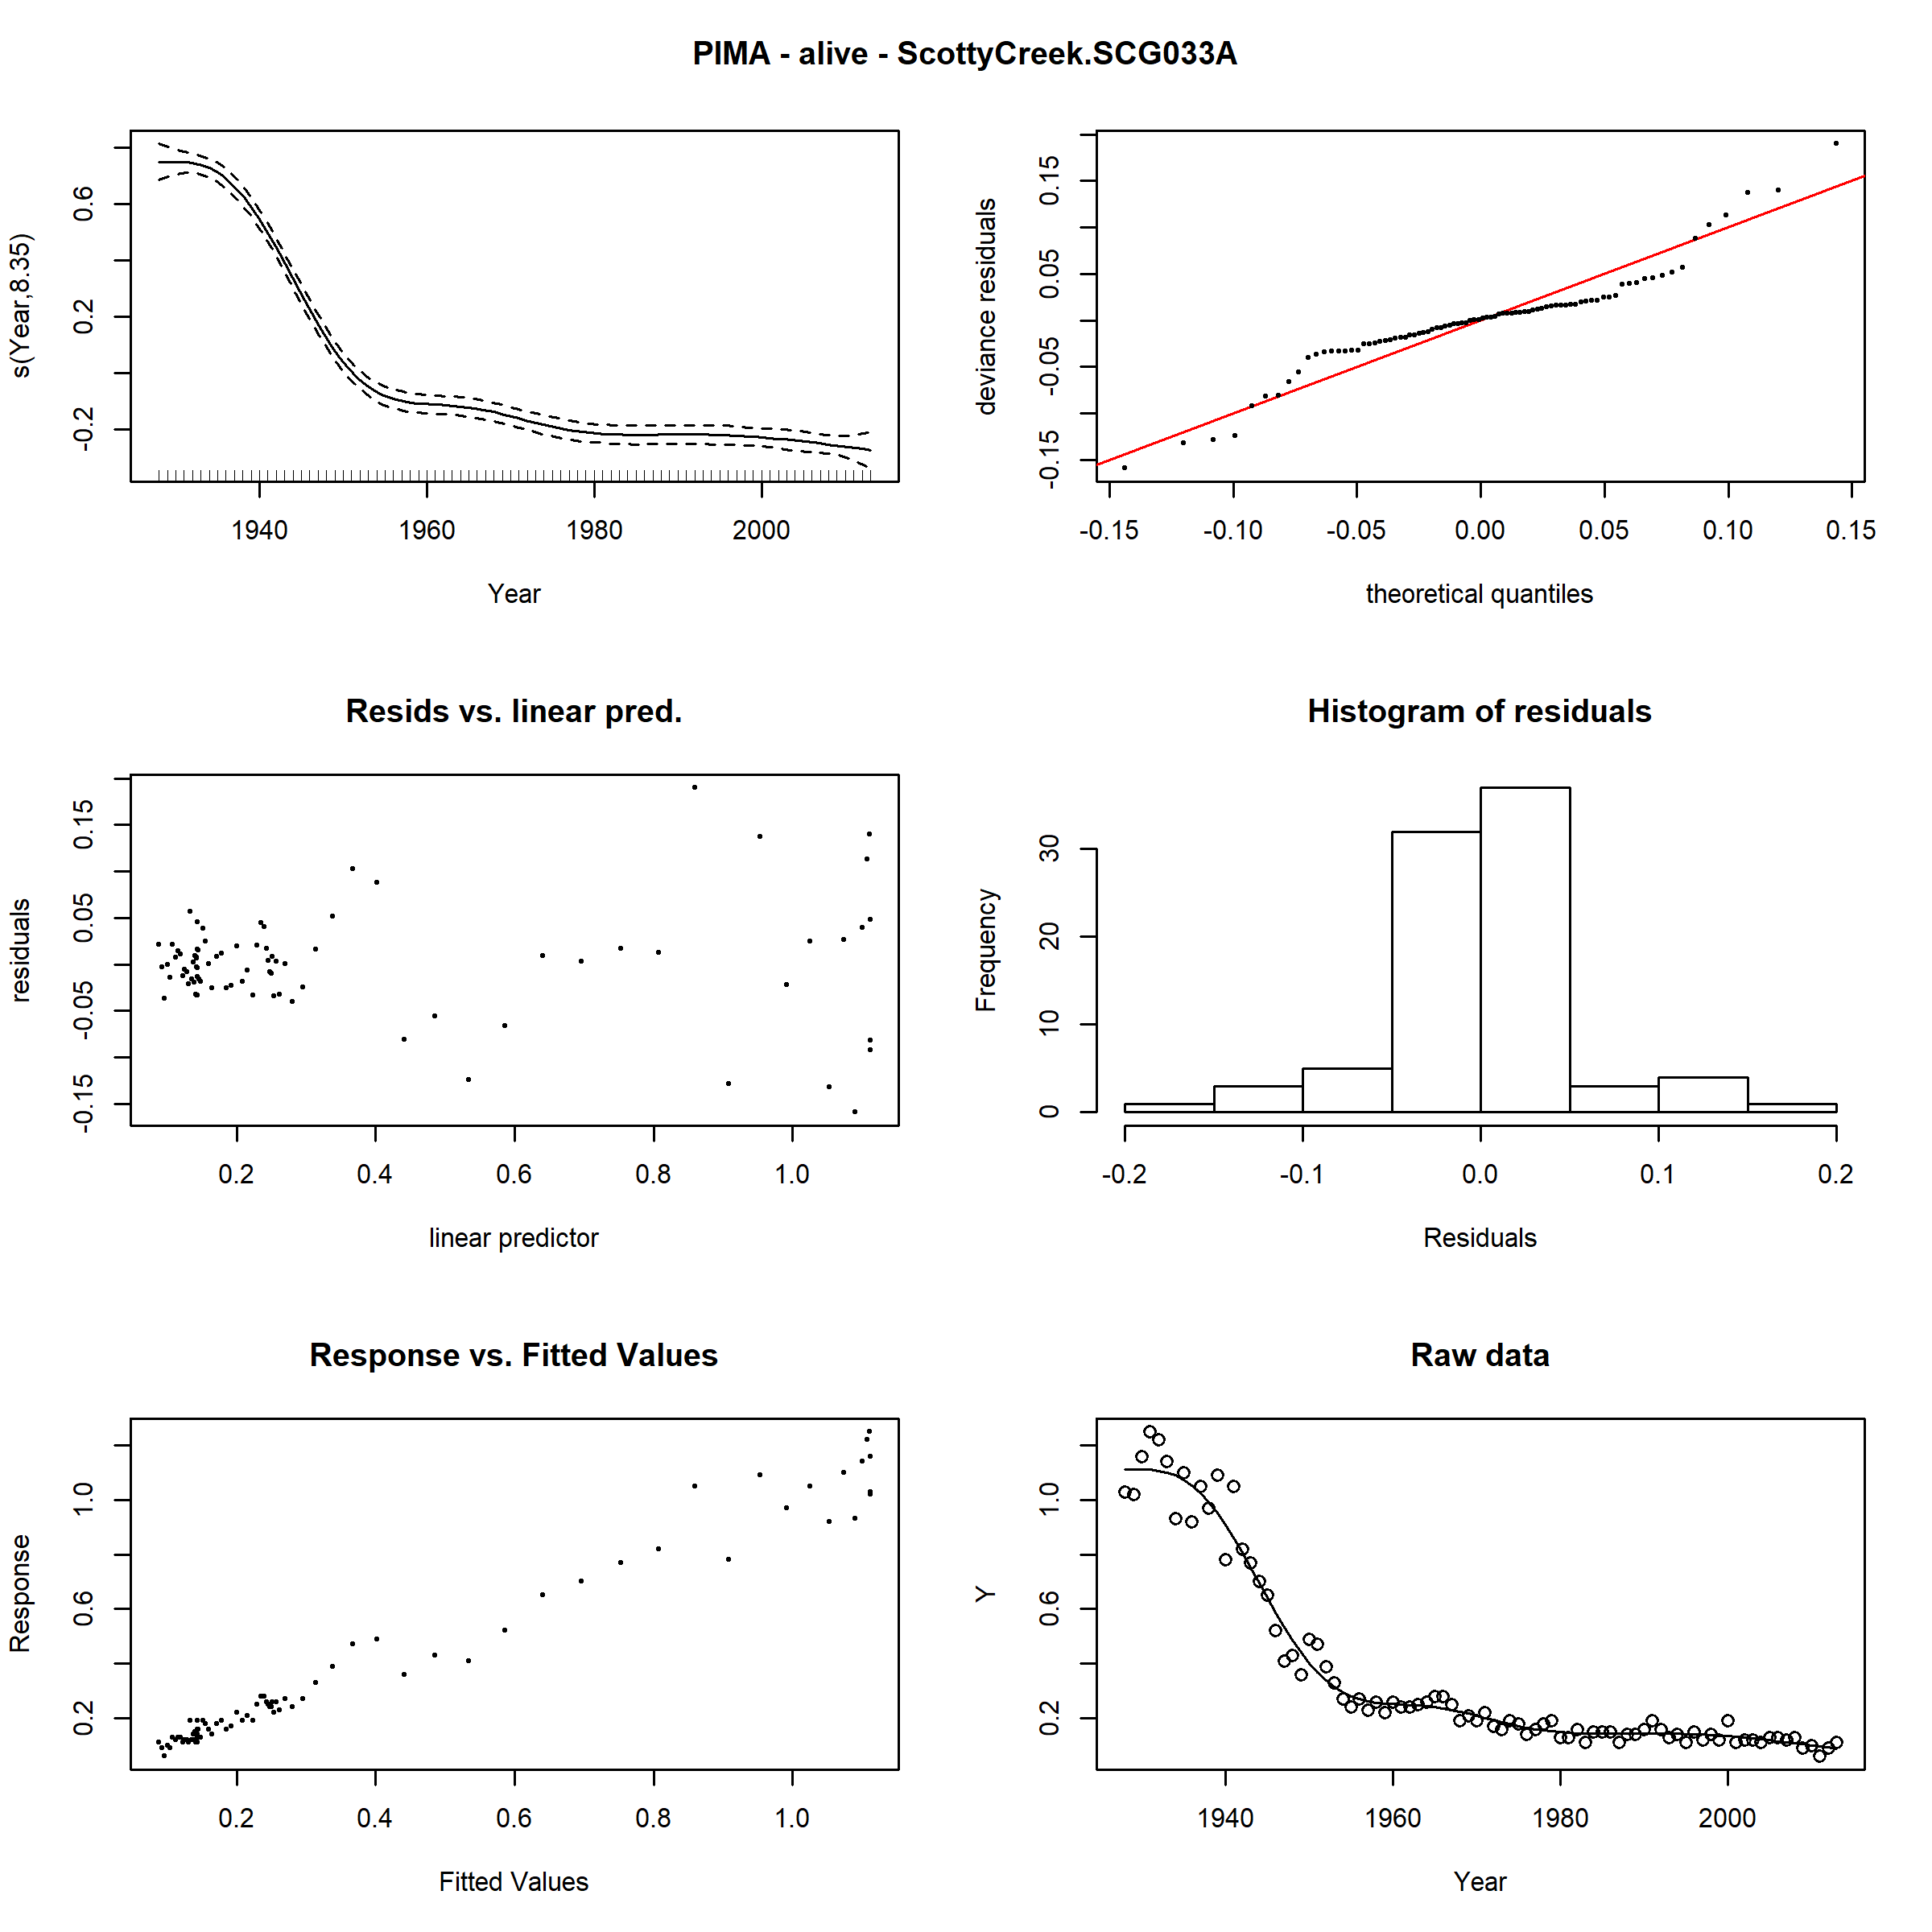 PIMA - alive - ScottyCreek.SCG033A
s(Year,8.35)
-0.2 0.2 0.6
1940 1960 1980 2000
Year
deviance residuals
-0.15 -0.05 0.05 0.15
-0.15 -0.10 -0.05 0.00 0.05 0.10 0.15
theoretical quantiles
Resids vs. linear pred.
residuals
-0.15 -0.05 0.05 0.15
0.2 0.4 0.6 0.8 1.0
linear predictor
Histogram of residuals
Frequency
0 10 20 30
-0.2 -0.1 0.0 0.1 0.2
Residuals
Response vs. Fitted Values
Response
0.2 0.6 1.0
0.2 0.4 0.6 0.8 1.0
Fitted Values
Raw data
Y
0.2 0.6 1.0
1940 1960 1980 2000
Year